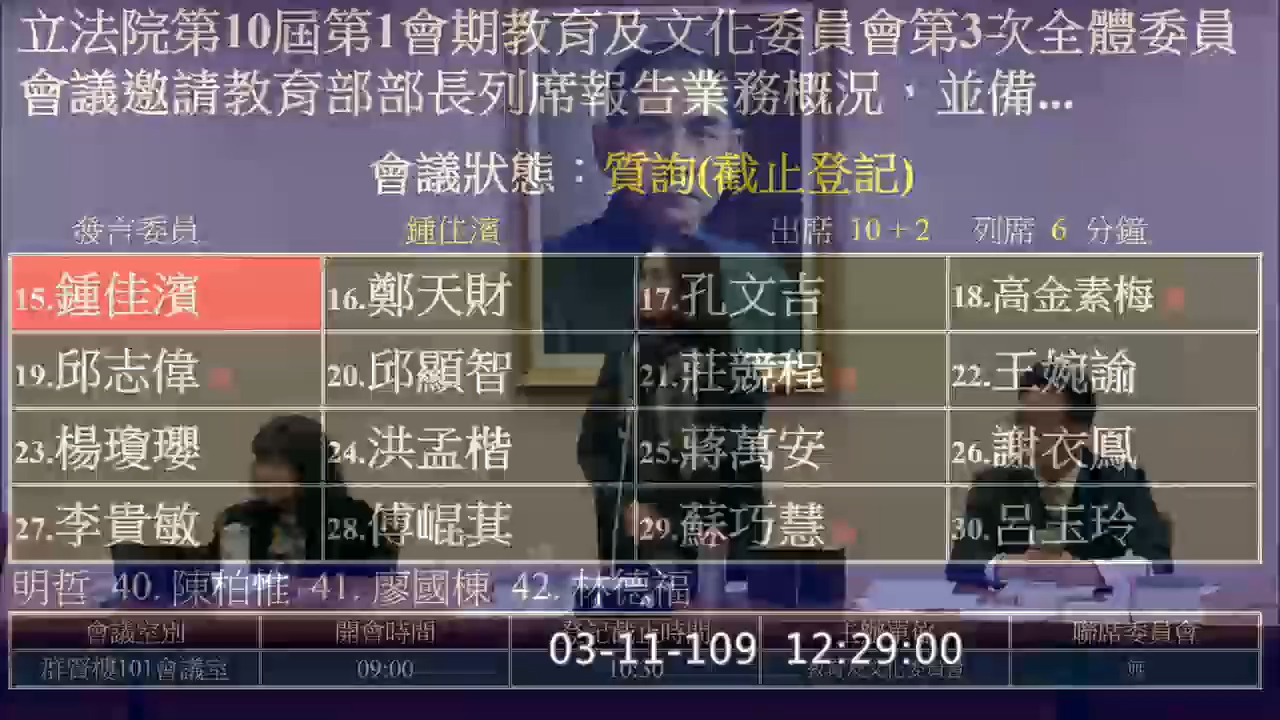 立法院第10屆第1會期教育及文化委員會第3次全體委員
會議邀請教育部部長列席報告業務概況，並備...
會議狀態：質詢(截止登記)
發言委員 鍾佳濱 出席 10+2 列席 6 分鐘
15.鍾佳濱 16.鄭天財 17.孔文吉 18.高金素梅
19.邱志偉 20.邱顯智 21.莊競程 22.王婉諭
23.楊瓊瓔 24.洪孟楷 25.蔣萬安 26.謝衣鳳
27.李貴敏 28.傅崐萁 29.蘇巧慧 30.呂玉玲
明哲 40. 陳柏惟 41. 廖國棟 42. 林德福
會議室別 開會時間 登記截止時間 主辦單位 聯席委員會
群賢樓101會議室 09:00 10:30 教育及文化委員會 無
03-11-109 12:29:00